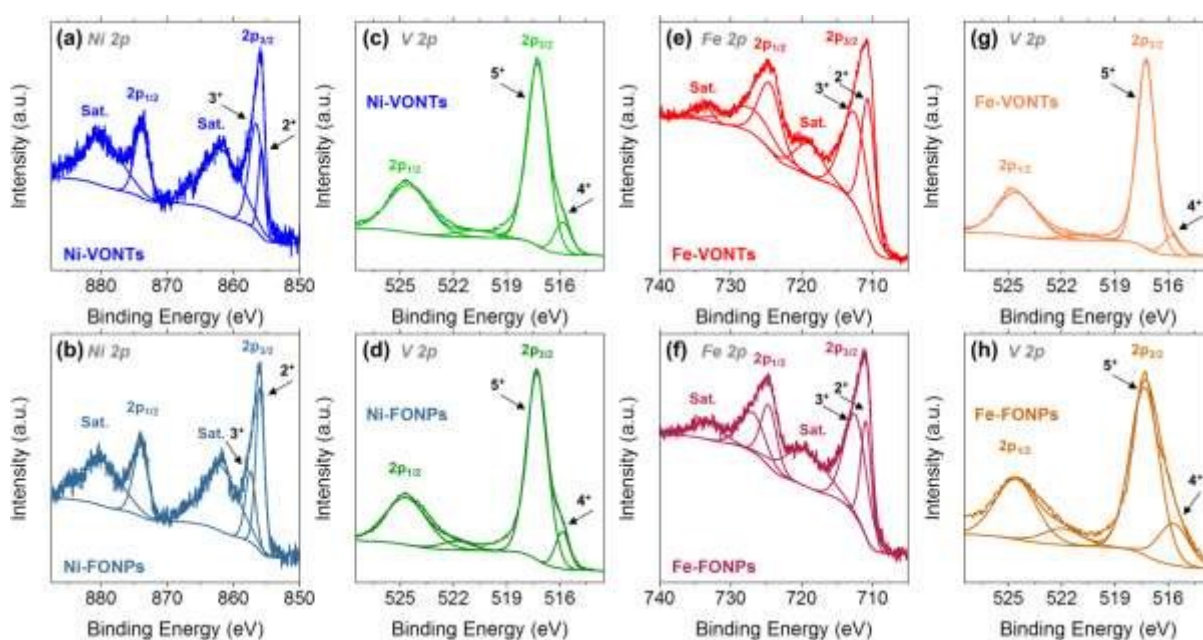 (a) Ni 2p
2p₃/₂
2p₁/₂
3⁺
Sat.
Sat.
2⁺
Ni-VONTs
Intensity (a.u.)
880 870 860 850
Binding Energy (eV)
(c) V 2p
2p₃/₂
5⁺
Ni-VONTs
2p₁/₂
4⁺
Intensity (a.u.)
525 522 519 516
Binding Energy (eV)
(e) Fe 2p
2p₁/₂
2p₃/₂
2⁺
3⁺
Sat.
Sat.
Fe-VONTs
Intensity (a.u.)
740 730 720 710
Binding Energy (eV)
(g) V 2p
2p₃/₂
5⁺
Fe-VONTs
2p₁/₂
4⁺
Intensity (a.u.)
525 522 519 516
Binding Energy (eV)
(b) Ni 2p
2p₃/₂
2⁺
2p₁/₂
Sat.
Sat.
3⁺
Ni-FONPs
Intensity (a.u.)
880 870 860 850
Binding Energy (eV)
(d) V 2p
2p₃/₂
5⁺
Ni-FONPs
2p₁/₂
4⁺
Intensity (a.u.)
525 522 519 516
Binding Energy (eV)
(f) Fe 2p
2p₁/₂
2p₃/₂
2⁺
3⁺
Sat.
Sat.
Fe-FONPs
Intensity (a.u.)
740 730 720 710
Binding Energy (eV)
(h) V 2p
2p₃/₂
5⁺
Fe-FONPs
2p₁/₂
4⁺
Intensity (a.u.)
525 522 519 516
Binding Energy (eV)